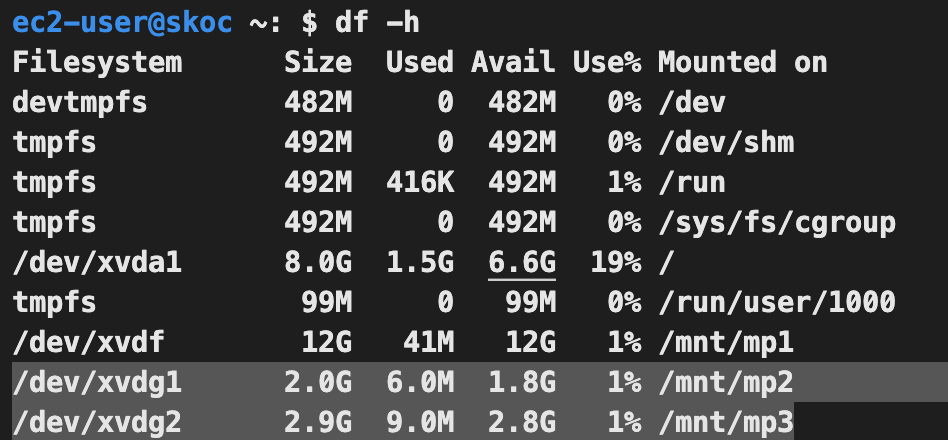 ec2-user@skoc ~: $ df -h
Filesystem      Size  Used Avail Use% Mounted on
devtmpfs        482M     0  482M   0% /dev
tmpfs           492M     0  492M   0% /dev/shm
tmpfs           492M  416K  492M   1% /run
tmpfs           492M     0  492M   0% /sys/fs/cgroup
/dev/xvda1      8.0G  1.5G  6.6G  19% /
tmpfs            99M     0   99M   0% /run/user/1000
/dev/xvdf        12G   41M   12G   1% /mnt/mp1
/dev/xvdg1      2.0G  6.0M  1.8G   1% /mnt/mp2
/dev/xvdg2      2.9G  9.0M  2.8G   1% /mnt/mp3